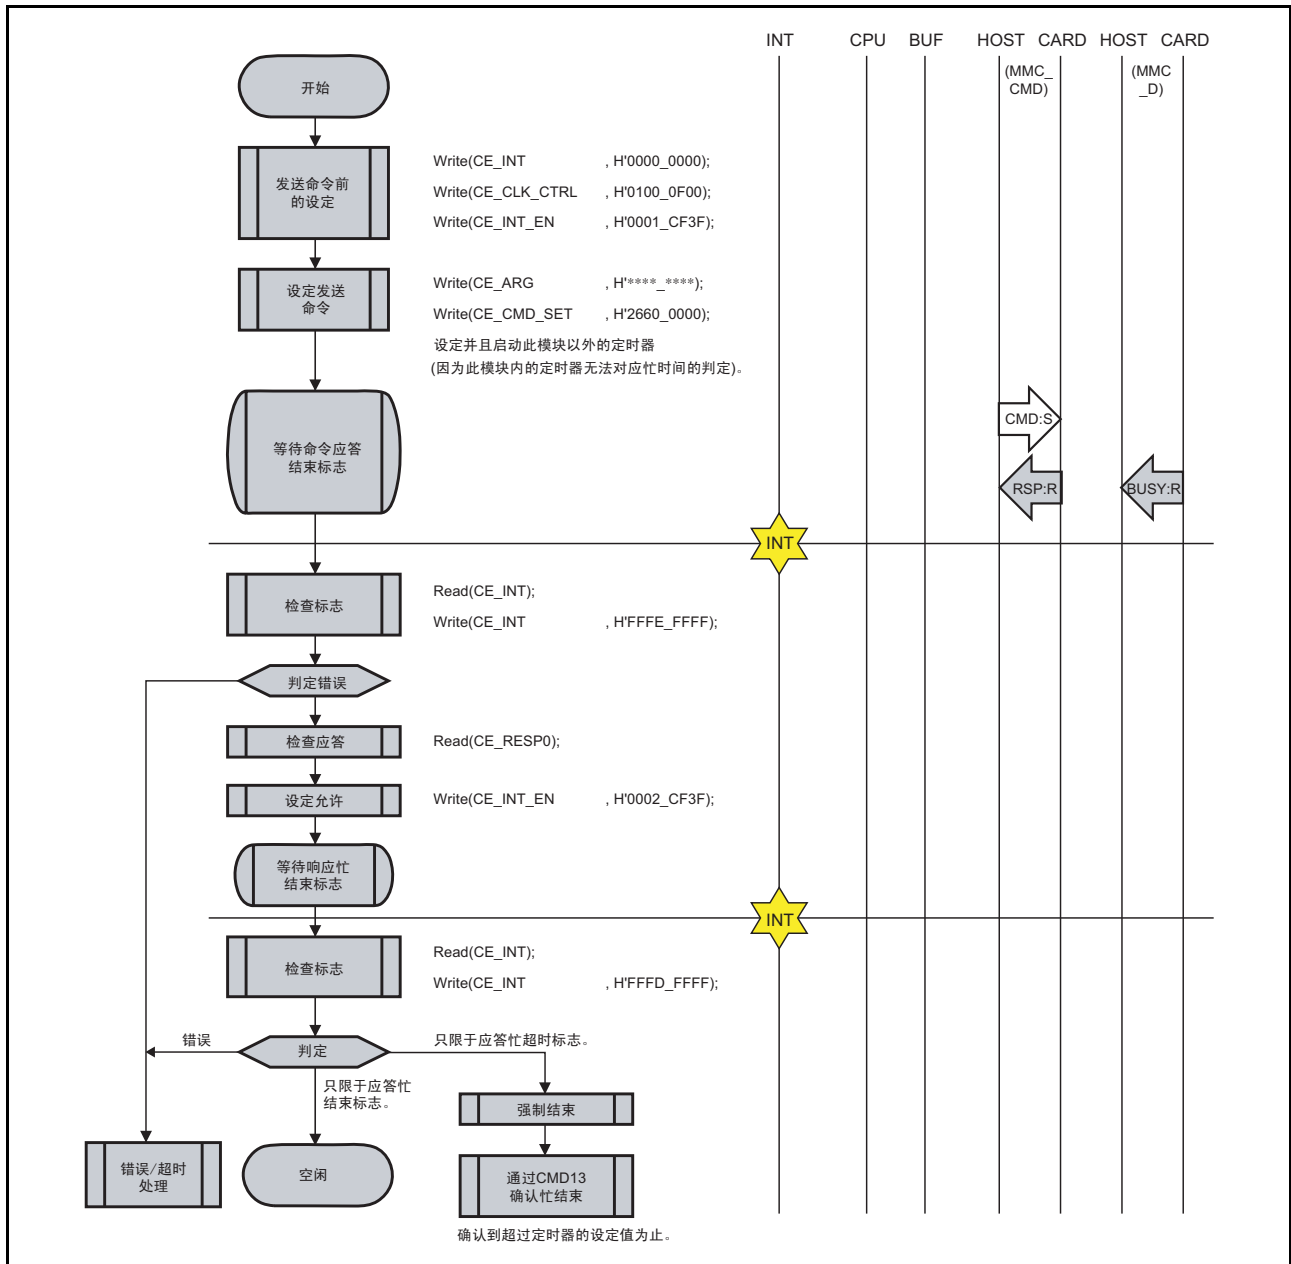 INT CPU BUF HOST CARD HOST CARD
(MMC_
CMD)
(MMC
_D)
开始
发送命令前
的设定
Write(CE_INT , H'0000_0000);
Write(CE_CLK_CTRL , H'0100_0F00);
Write(CE_INT_EN , H'0001_CF3F);
设定发送
命令
Write(CE_ARG , H'****_****);
Write(CE_CMD_SET , H'2660_0000);
设定并且启动此模块以外的定时器
(因为此模块内的定时器无法对应忙时间的判定)。
等待命令应答
结束标志
CMD:S
RSP:R
BUSY:R
INT
检查标志
Read(CE_INT);
Write(CE_INT , H'FFFE_FFFF);
判定错误
检查应答
Read(CE_RESP0);
设定允许
Write(CE_INT_EN , H'0002_CF3F);
等待响应忙
结束标志
INT
检查标志
Read(CE_INT);
Write(CE_INT , H'FFFD_FFFF);
错误
判定
只限于应答忙超时标志。
只限于应答忙
结束标志。
强制结束
错误/超时
处理
空闲
通过CMD13
确认忙结束
确认到超过定时器的设定值为止。